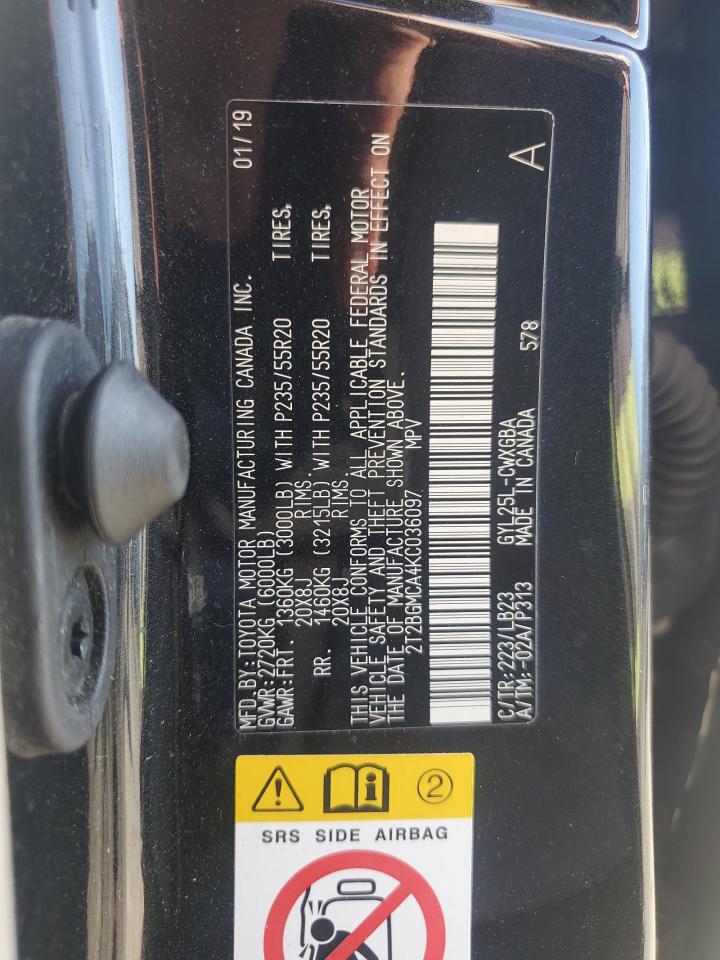 MFD.BY:TOYOTA MOTOR MANUFACTURING CANADA INC. 01/19
GVWR:2720KG (6000LB)
GAWR:FRT. 1360KG (3000LB) WITH P235/55R20 TIRES,
20X8J RIMS.
RR. 1460KG (3215LB) WITH P235/55R20 TIRES,
20X8J RIMS.
THIS VEHICLE CONFORMS TO ALL APPLICABLE FEDERAL MOTOR
VEHICLE SAFETY AND THEFT PREVENTION STANDARDS IN EFFECT ON
THE DATE OF MANUFACTURE SHOWN ABOVE.
2T2BGMCA4KC036097 MPV
C/TR:223/LB23 GYL25L-CWXGBA
A/TM:-02A/P313 MADE IN CANADA 578 A
2
SRS SIDE AIRBAG